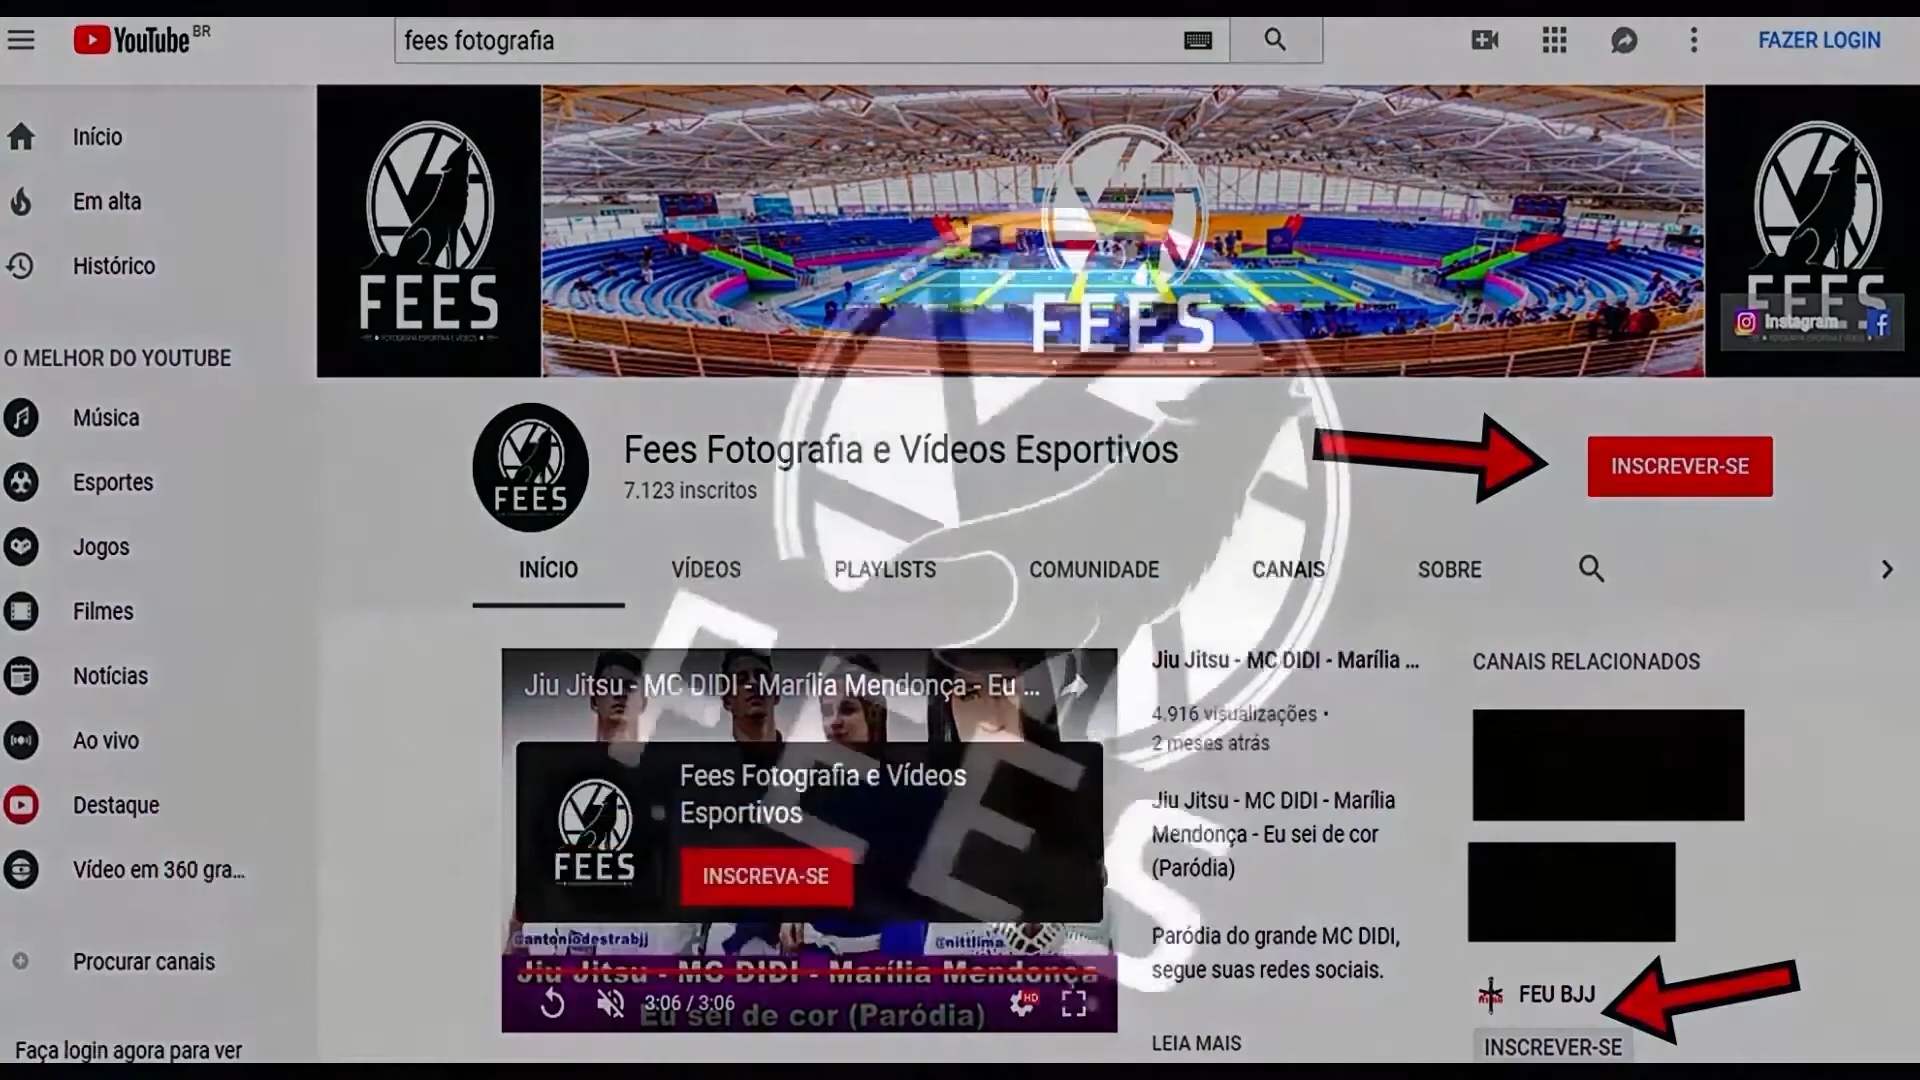 YouTube BR
fees fotografia
FAZER LOGIN
Início
Em alta
Histórico
O MELHOR DO YOUTUBE
Música
Esportes
Jogos
Filmes
Notícias
Ao vivo
Destaque
Vídeo em 360 gra...
Procurar canais
Faça login agora para ver
FEES
FEES
FEES
Instagram
Fees Fotografia e Vídeos Esportivos
7.123 inscritos
INSCREVER-SE
FEES
INÍCIO
VÍDEOS
PLAYLISTS
COMUNIDADE
CANAIS
SOBRE
Jiu Jitsu - MC DIDI - Marília Mendonça - Eu ...
Fees Fotografia e Vídeos
Esportivos
INSCREVA-SE
FEES
@antoniodestrabjj
@nittlima
Jiu Jitsu - MC DIDI - Marília Mendonça
Eu sei de cor (Paródia)
3:06 / 3:06
HD
FEES
Jiu Jitsu - MC DIDI - Marília ...
4.916 visualizações •
2 meses atrás
Jiu Jitsu - MC DIDI - Marília
Mendonça - Eu sei de cor
(Paródia)
Paródia do grande MC DIDI,
segue suas redes sociais.
LEIA MAIS
CANAIS RELACIONADOS
FEU BJJ
INSCREVER-SE